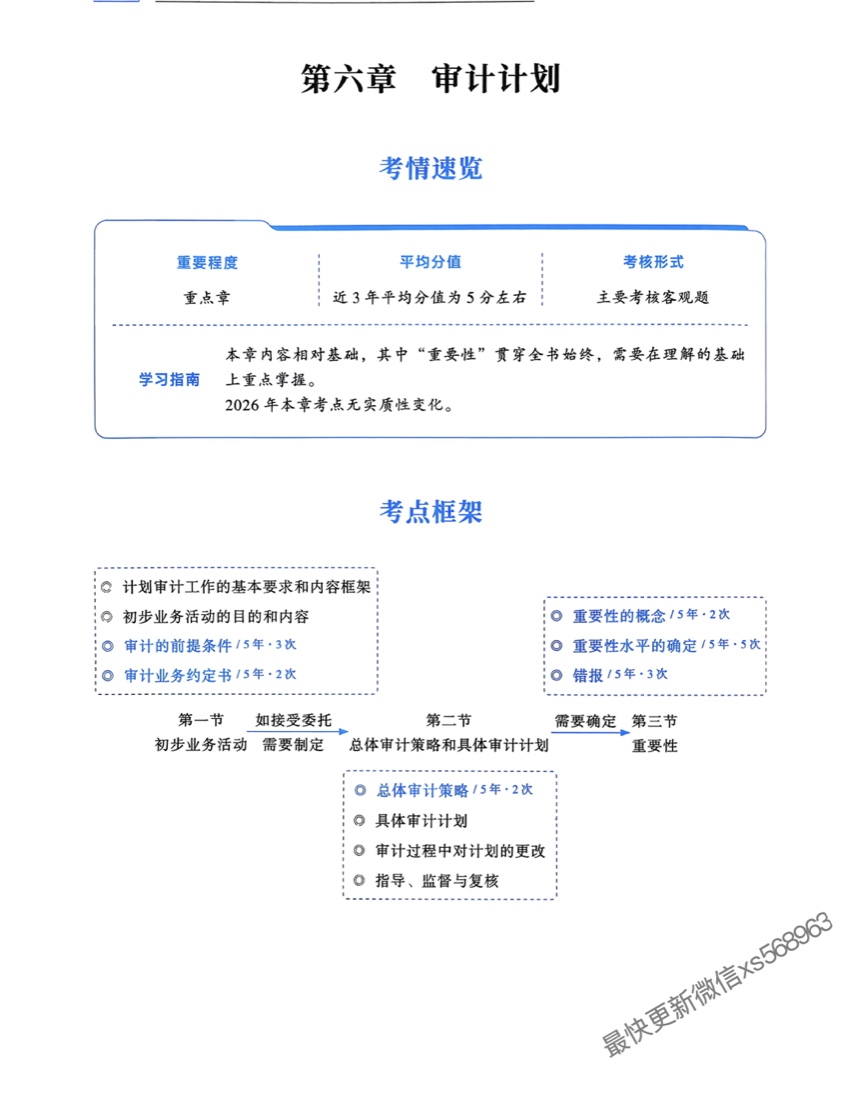 第六章 审计计划
考情速览
重要程度 平均分值 考核形式
重点章 近3年平均分值为5分左右 主要考核客观题
学习指南
本章内容相对基础，其中“重要性”贯穿全书始终，需要在理解的基础
上重点掌握。
2026年本章考点无实质性变化。
考点框架
◎ 计划审计工作的基本要求和内容框架
◎ 初步业务活动的目的和内容
◎ 审计的前提条件/5年·3次
◎ 审计业务约定书/5年·2次
◎ 重要性的概念/5年·2次
◎ 重要性水平的确定/5年·5次
◎ 错报/5年·3次
第一节 如接受委托 第二节 需要确定 第三节
初步业务活动 需要制定 总体审计策略和具体审计计划 重要性
◎ 总体审计策略/5年·2次
◎ 具体审计计划
◎ 审计过程中对计划的更改
◎ 指导、监督与复核
最快更新微信xs568963